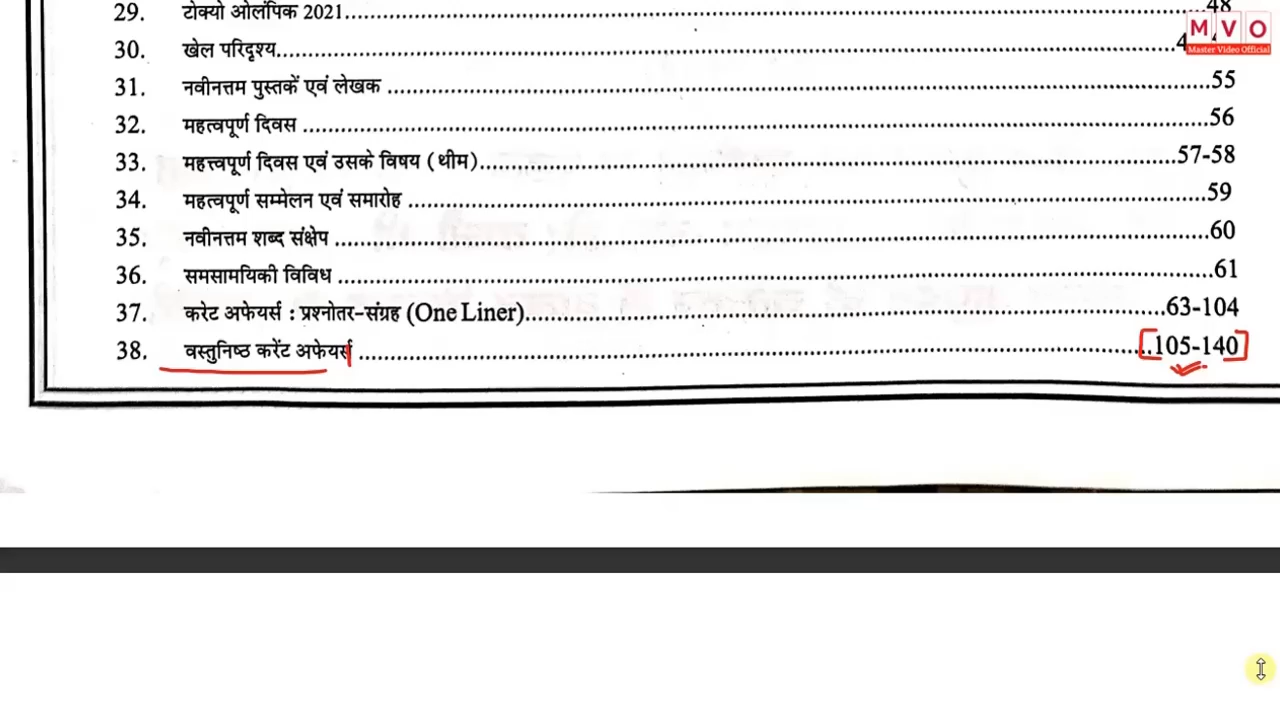 29. टोक्यो ओलंपिक 2021 48
M V O
Master Video Official
30. खेल परिदृश्य
31. नवीनत्तम पुस्तकें एवं लेखक 55
32. महत्वपूर्ण दिवस 56
33. महत्त्वपूर्ण दिवस एवं उसके विषय (थीम) 57-58
34. महत्वपूर्ण सम्मेलन एवं समारोह 59
35. नवीनत्तम शब्द संक्षेप 60
36. समसामयिकी विविध 61
37. करेट अफेयर्स : प्रश्नोतर-संग्रह (One Liner) 63-104
38. वस्तुनिष्ठ करेंट अफेयर्स 105-140